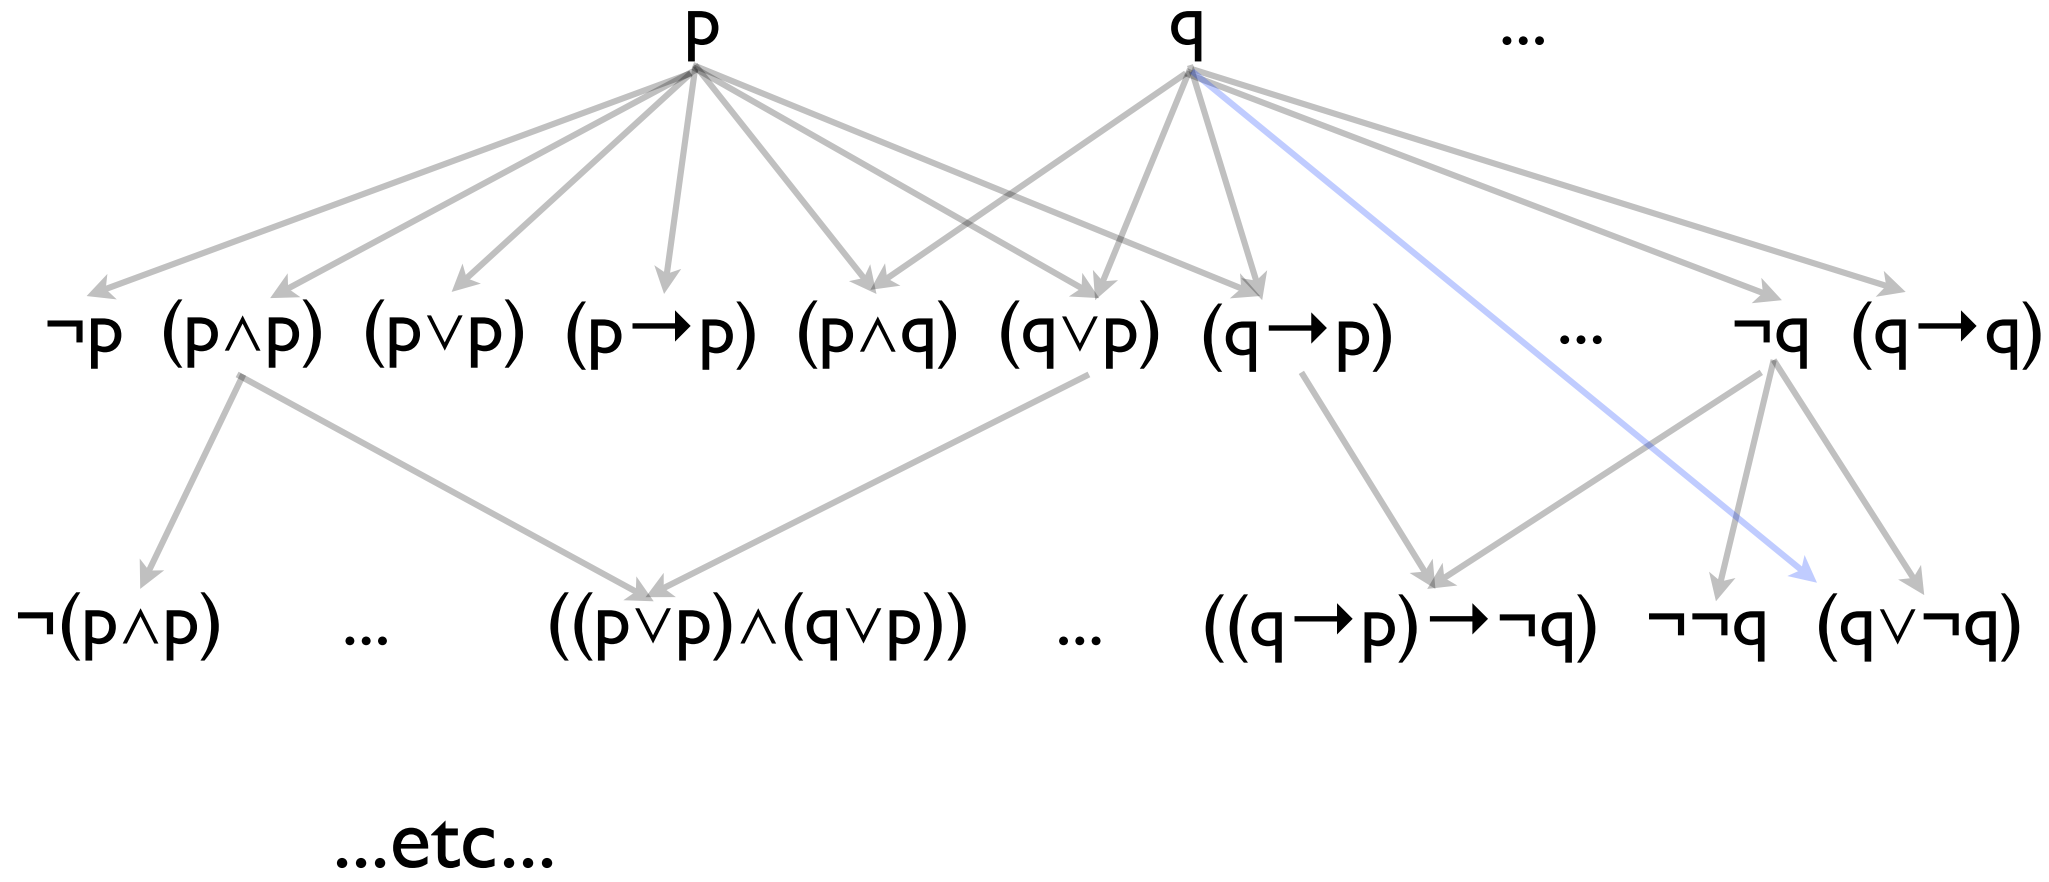 p q ...
¬p (p∧p) (p∨p) (p→p) (p∧q) (q∨p) (q→p) ... ¬q (q→q)
¬(p∧p) ... ((p∨p)∧(q∨p)) ... ((q→p)→¬q) ¬¬q (q∨¬q)
...etc...